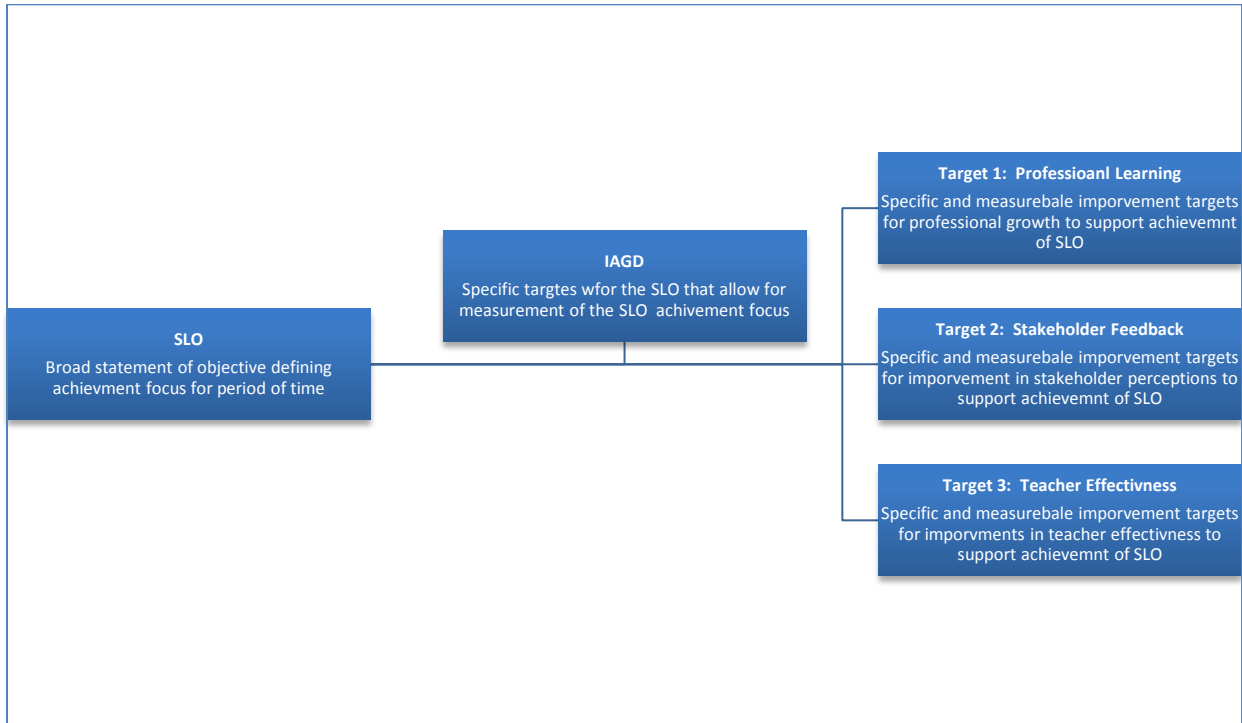 SLO
Broad statement of objective defining
achievment focus for period of time
IAGD
Specific targtes wfor the SLO that allow for
measurement of the SLO achivement focus
Target 1: Professioanl Learning
Specific and measurebale imporvement targets
for professional growth to support achievemnt
of SLO
Target 2: Stakeholder Feedback
Specific and measurebale imporvement targets
for imporvement in stakeholder perceptions to
support achievemnt of SLO
Target 3: Teacher Effectivness
Specific and measurebale imporvement targets
for imporvments in teacher effectivness to
support achievemnt of SLO